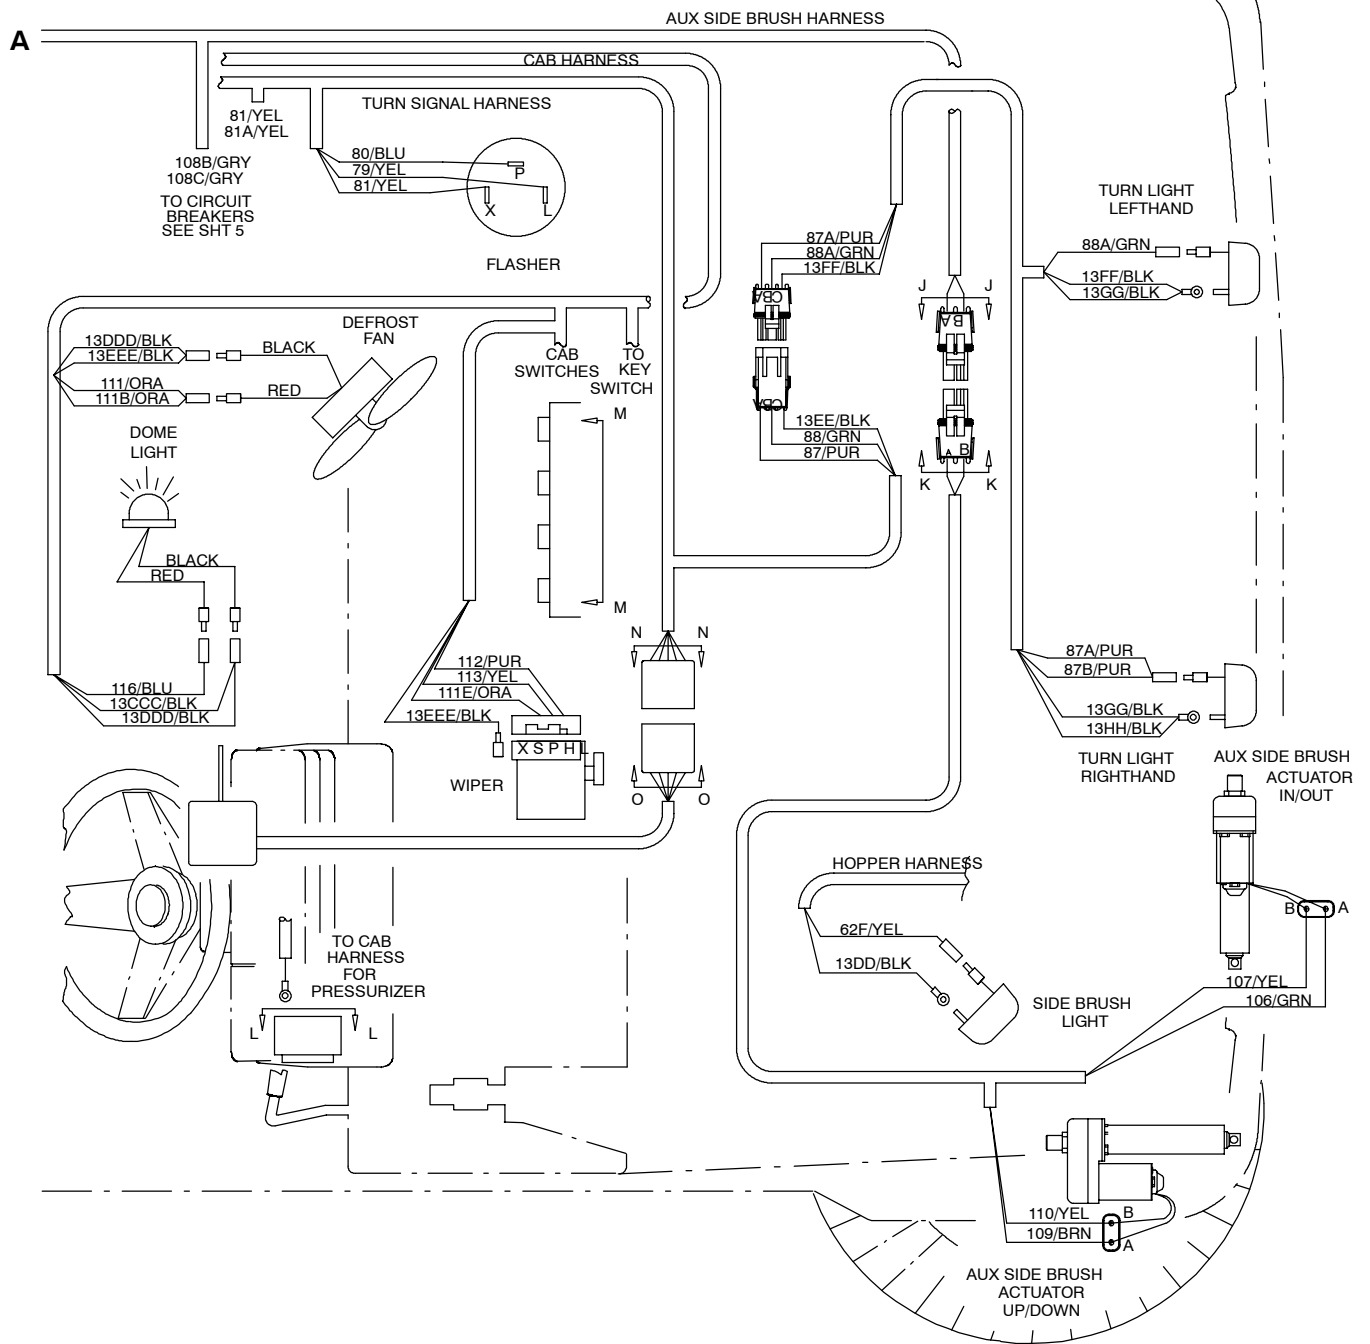 AUX SIDE BRUSH HARNESS
A
CAB HARNESS
TURN SIGNAL HARNESS
81/YEL
81A/YEL
108B/GRY
108C/GRY
TO CIRCUIT
BREAKERS
SEE SHT 5
80/BLU
79/YEL
81/YEL
P
X
L
FLASHER
87A/PUR
88A/GRN
13FF/BLK
CBA
TURN LIGHT
LEFTHAND
88A/GRN
13FF/BLK
13GG/BLK
J
J
A B
DEFROST
FAN
13DDD/BLK
13EEE/BLK
BLACK
111/ORA
111B/ORA
RED
CAB
SWITCHES
TO
KEY
SWITCH
M
M
CBA
13EE/BLK
88/GRN
87/PUR
A B
K
K
DOME
LIGHT
BLACK
RED
116/BLU
13CCC/BLK
13DDD/BLK
112/PUR
113/YEL
111E/ORA
13EEE/BLK
X S P H L
WIPER
N
N
O
O
87A/PUR
87B/PUR
13GG/BLK
13HH/BLK
TURN LIGHT
RIGHTHAND
AUX SIDE BRUSH
ACTUATOR
IN/OUT
B
A
107/YEL
106/GRN
HOPPER HARNESS
62F/YEL
13DD/BLK
SIDE BRUSH
LIGHT
TO CAB
HARNESS
FOR
PRESSURIZER
L
L
110/YEL
109/BRN
B
A
AUX SIDE BRUSH
ACTUATOR
UP/DOWN